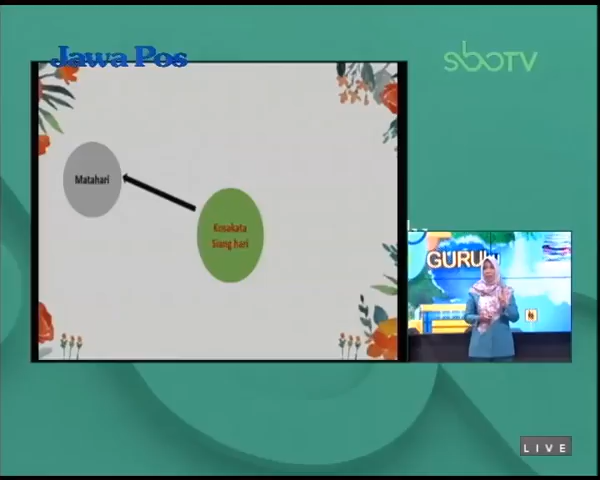 Jawa Pos
sboTV
Matahari
Kosakata
Siang hari
GURUku
LIVE